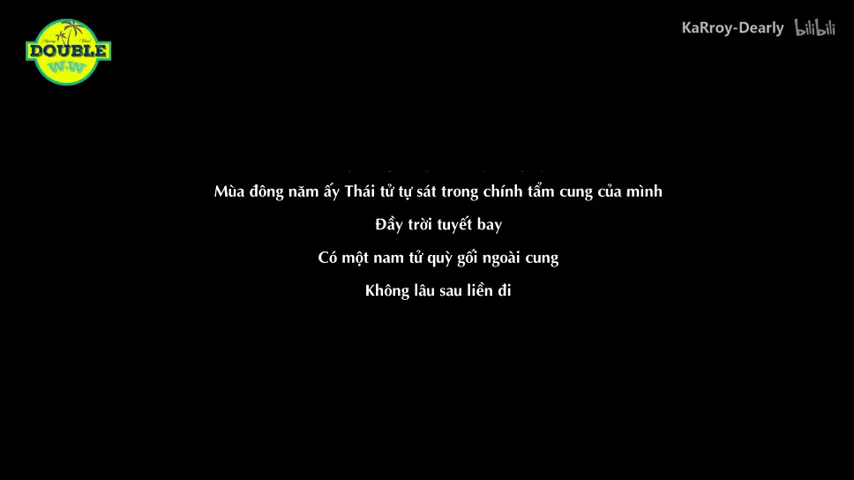 DOUBLE
W.W
KaRroy-Dearly bilibili
Mùa đông năm ấy Thái tử tự sát trong chính tẩm cung của mình
Đầy trời tuyết bay
Có một nam tử quỳ gối ngoài cung
Không lâu sau liền đi